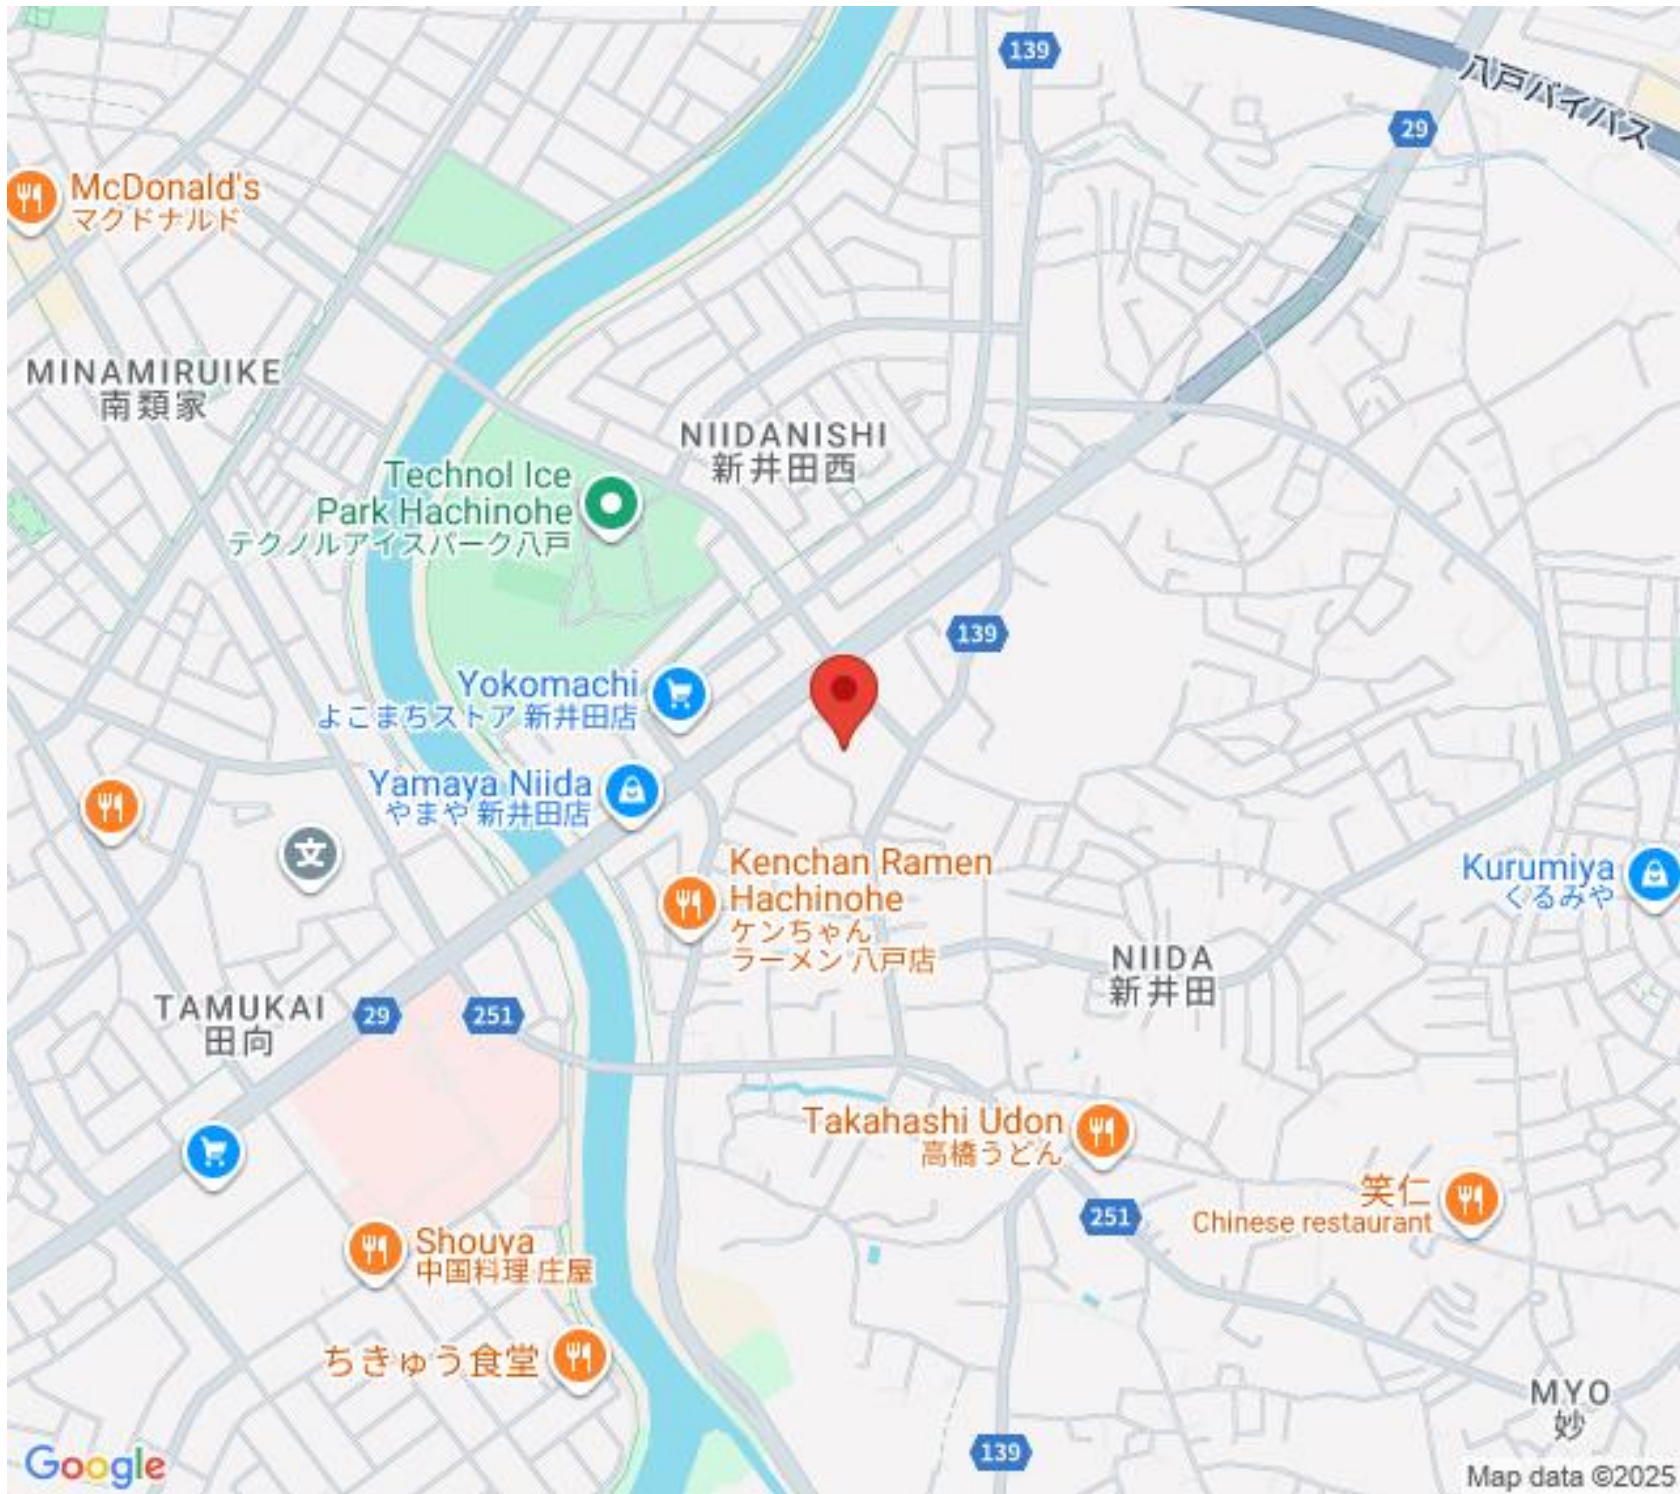 139
八戸バイパス
29
McDonald's
マクドナルド
MINAMIRUIKE
南類家
NIIDANISHI
新井田西
Technol Ice
Park Hachinohe
テクノルアイスパーク八戸
139
Yokomachi
よこまちストア 新井田店
Yamaya Niida
やまや 新井田店
文
Kenchan Ramen
Hachinohe
ケンちゃん
ラーメン 八戸店
Kurumiya
くるみや
NIIDA
新井田
TAMUKAI
田向
29
251
Takahashi Udon
高橋うどん
笑仁
Chinese restaurant
251
Shouya
中国料理 庄屋
ちきゅう食堂
MYO
妙
139
Google
Map data ©2025